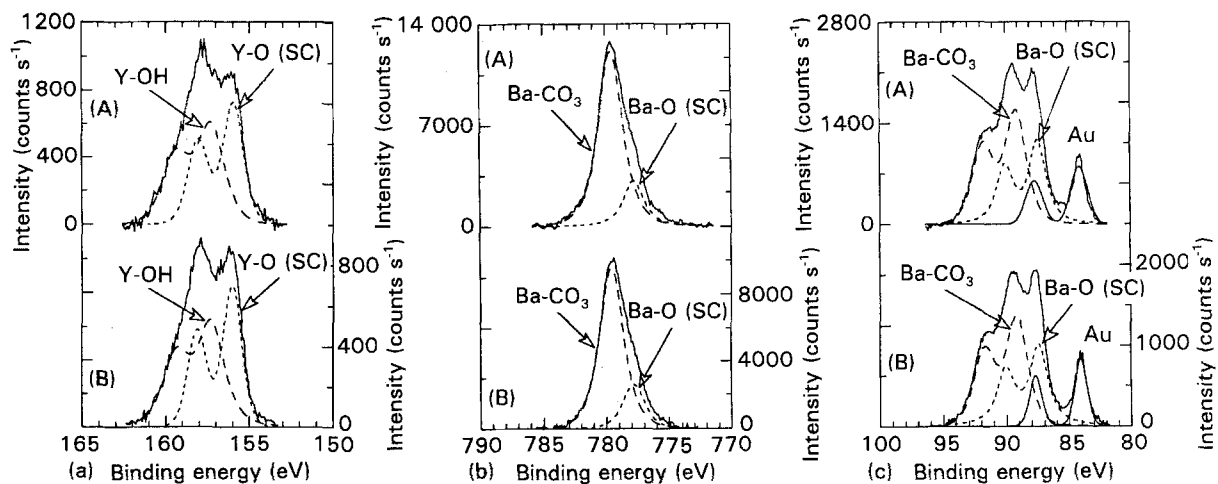 1200
800
400
0
Intensity (counts s⁻¹)
Y-OH
Y-O (SC)
(A)
Y-OH
Y-O (SC)
(B)
800
400
0
Intensity (counts s⁻¹)
165 160 155 150
(a) Binding energy (eV)
14 000
7000
0
Intensity (counts s⁻¹)
(A)
Ba-CO₃
Ba-O (SC)
Ba-CO₃
Ba-O (SC)
(B)
8000
4000
0
Intensity (counts s⁻¹)
790 785 780 775 770
(b) Binding energy (eV)
2800
1400
0
Intensity (counts s⁻¹)
Ba-CO₃
Ba-O (SC)
(A)
Au
Ba-CO₃
Ba-O (SC)
Au
(B)
2000
1000
0
Intensity (counts s⁻¹)
100 95 90 85 80
(c) Binding energy (eV)